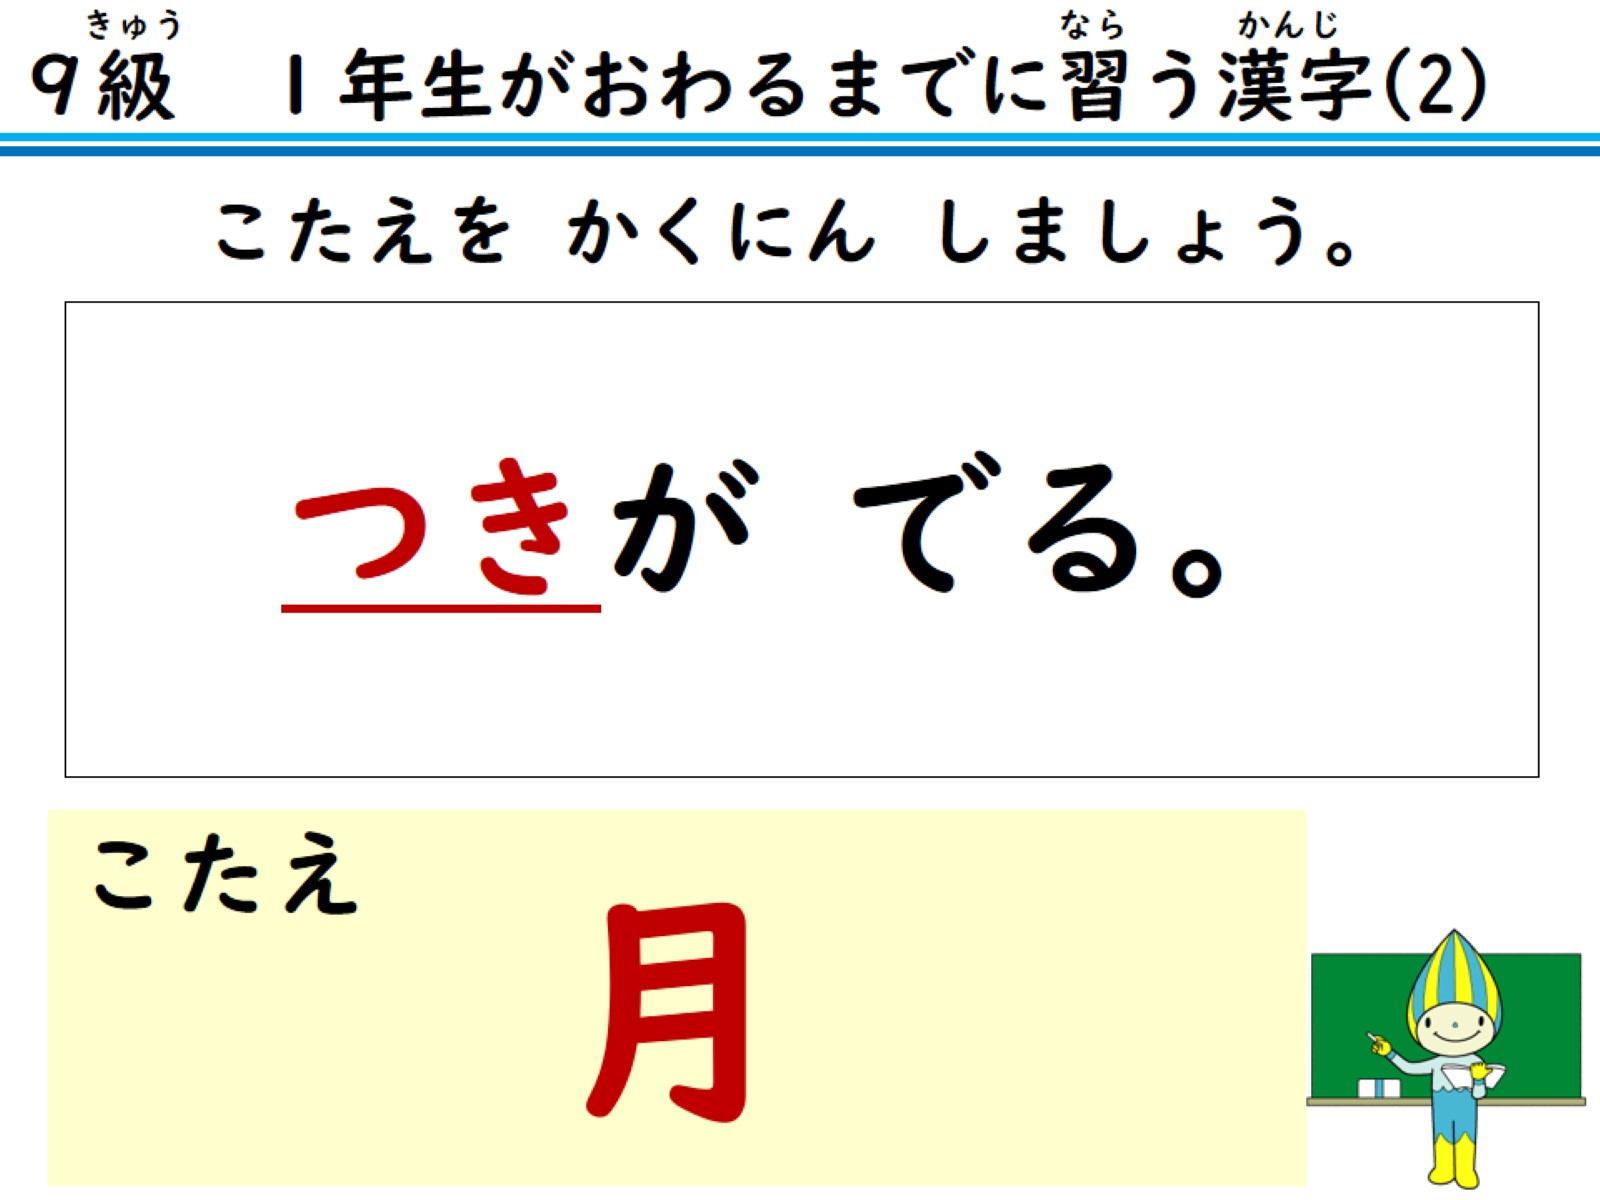 きゅう なら かんじ
9級 1年生がおわるまでに習う漢字(2)
こたえを かくにん しましょう。
つきが でる。
こたえ
月